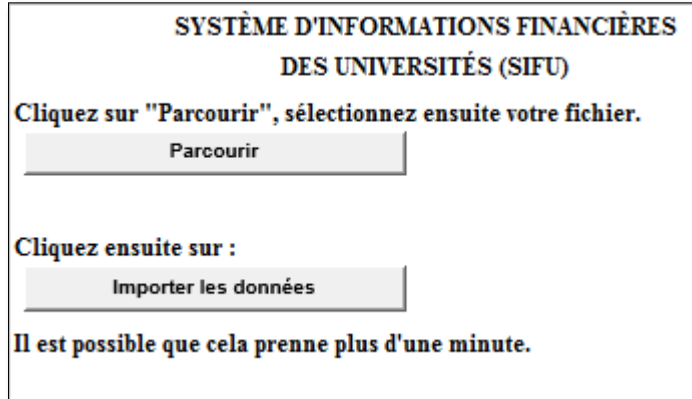 SYSTÈME D'INFORMATIONS FINANCIÈRES
DES UNIVERSITÉS (SIFU)
Cliquez sur "Parcourir", sélectionnez ensuite votre fichier.
Parcourir
Cliquez ensuite sur :
Importer les données
Il est possible que cela prenne plus d'une minute.